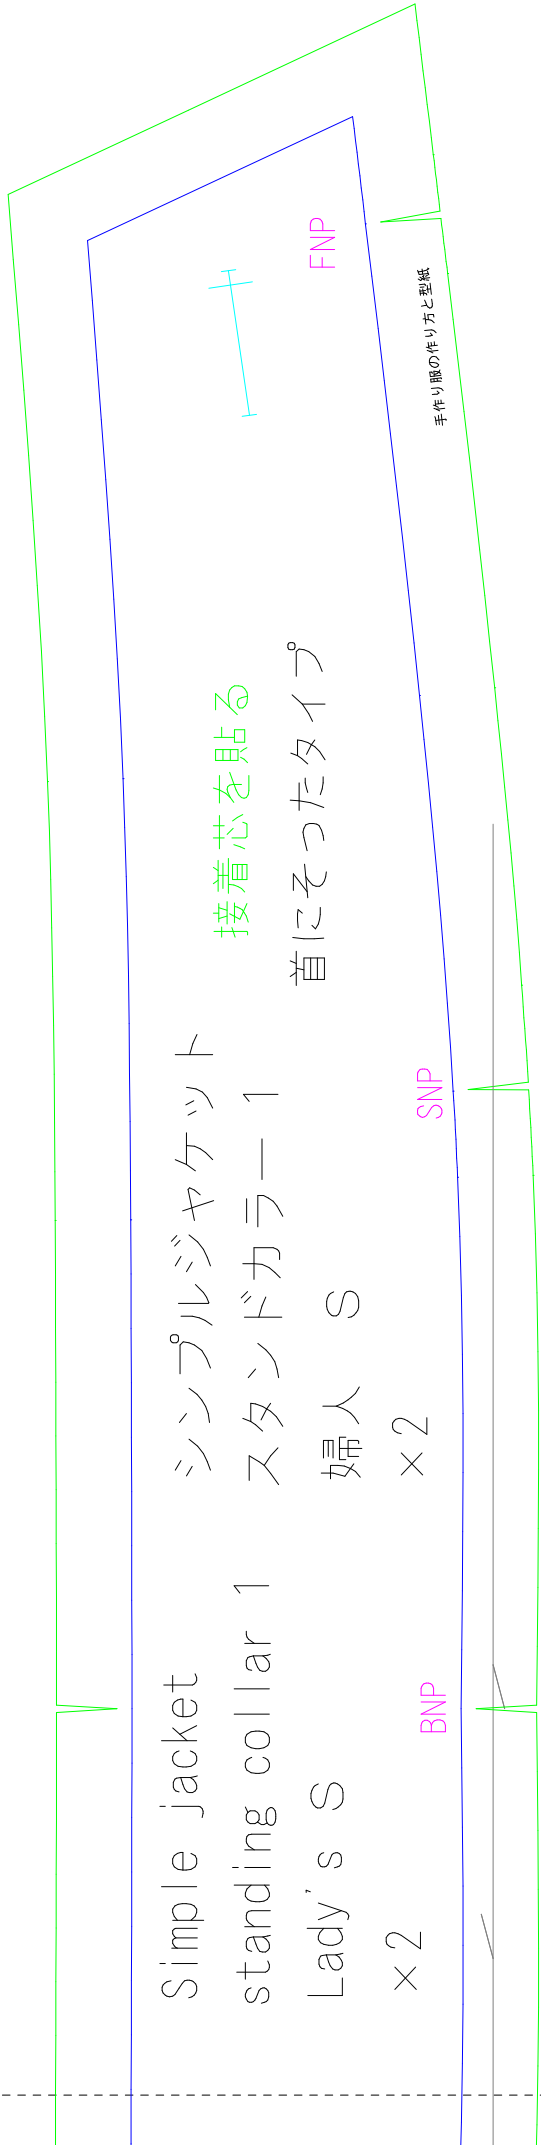 シンプルジャケット
スタンドカラー 1
婦人 S
×2
接着芯を貼る
首にそったタイプ
Simple jacket
standing collar 1
Lady's S
×2
FNP
SNP
BNP
手作り服の作り方と型紙